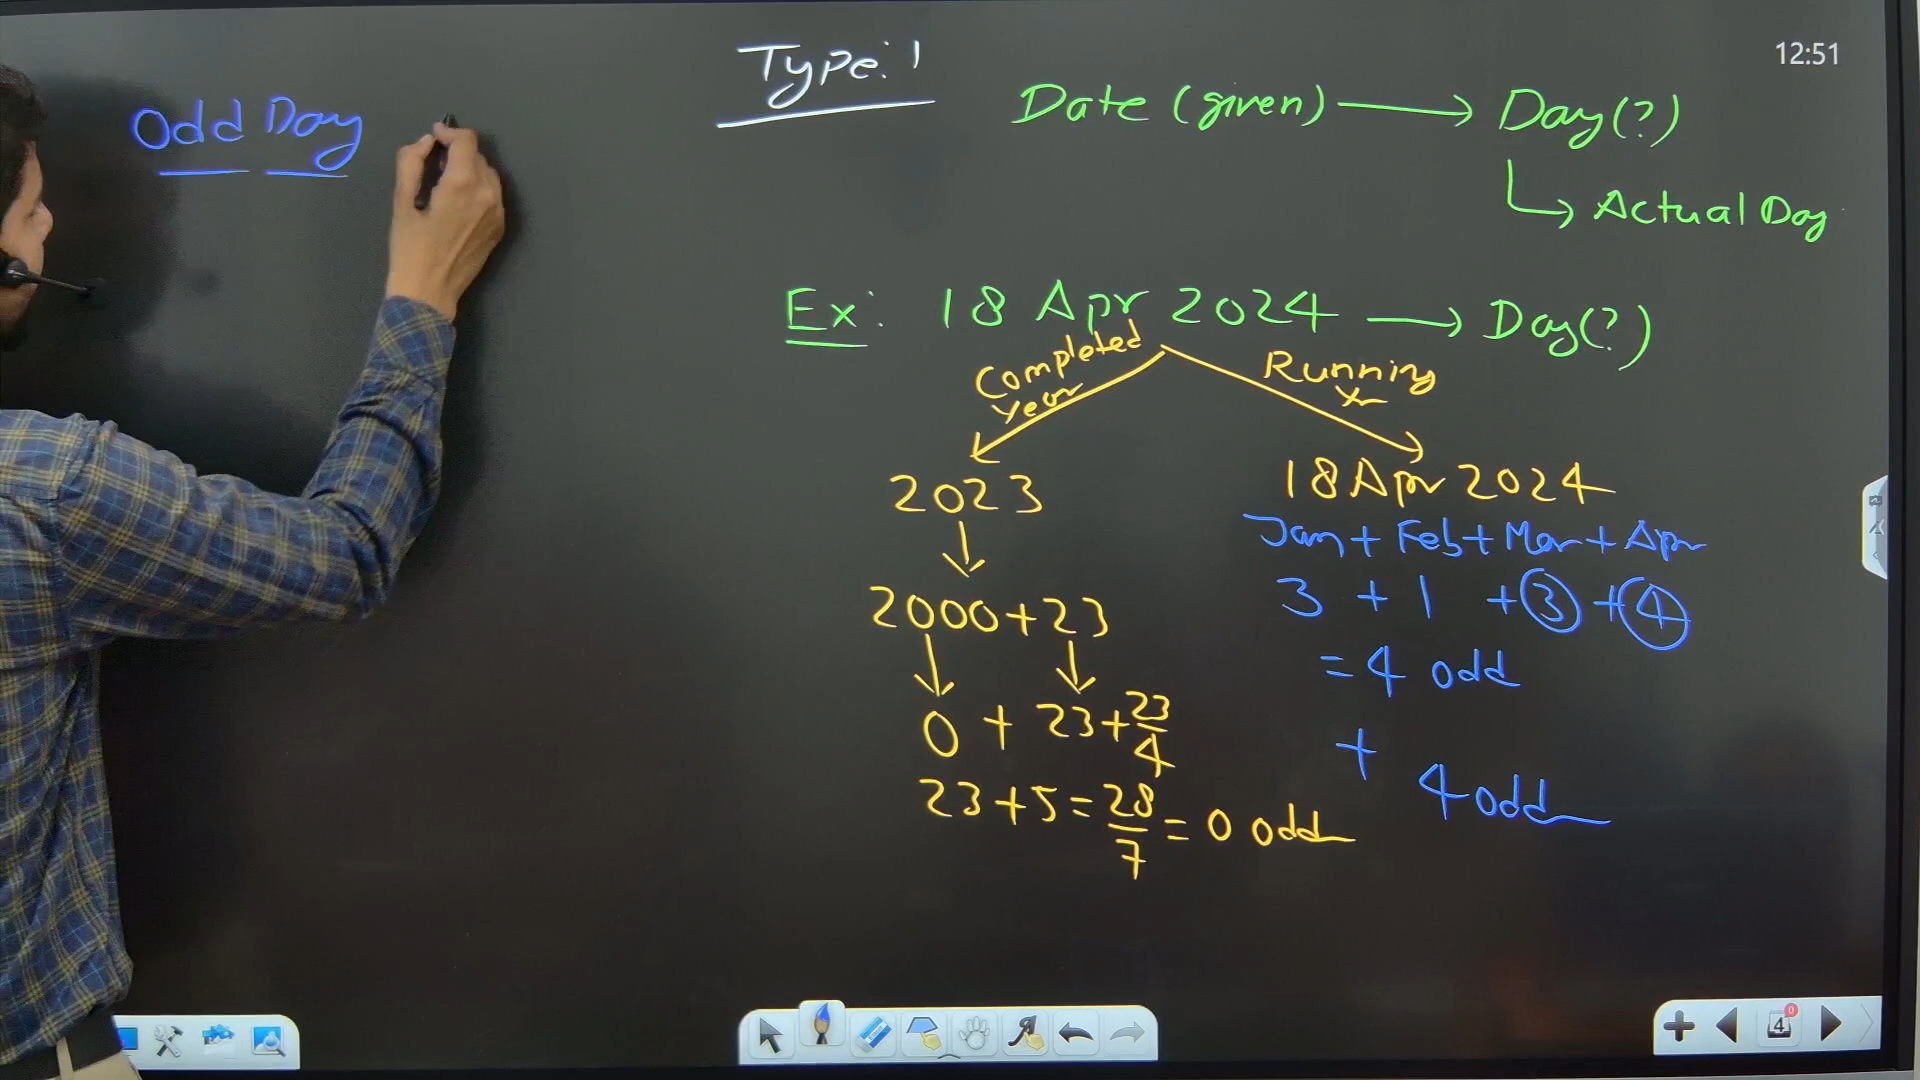 Type: 1
12:51
Odd Day
Date (given) → Day(?)
↳ Actual Day
Ex: 18 Apr 2024 → Day(?)
Completed Year
Running Yr
2023
18 Apr 2024
Jan + Feb + Mar + Apr
2000 + 23
3 + 1 + 3 + 4
= 4 odd
0 + 23 + 23/4
+ 4 odd
23 + 5 = 28/7 = 0 odd
4
0